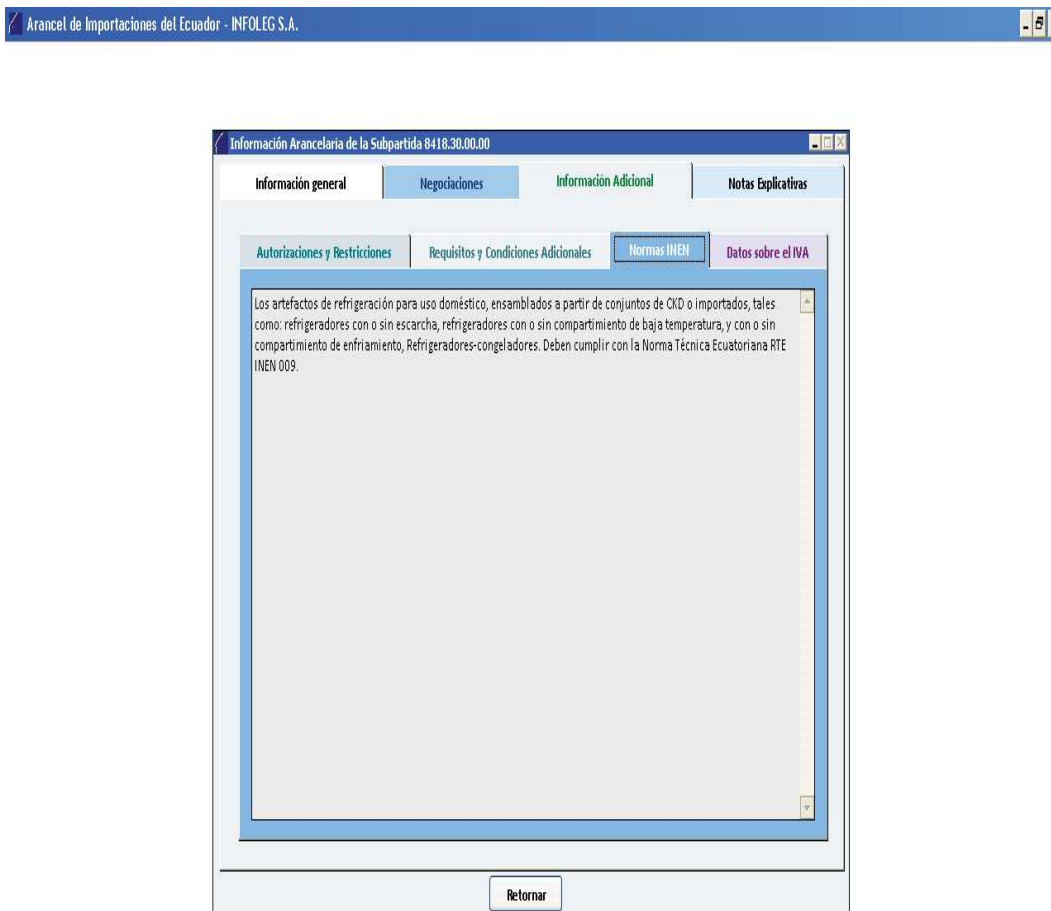 Arancel de Importaciones del Ecuador - INFOLEG S.A.
Información Arancelaria de la Subpartida 8418.30.00.00
Información general Negociaciones Información Adicional Notas Explicativas
Autorizaciones y Restricciones Requisitos y Condiciones Adicionales Normas INEN Datos sobre el IVA
Los artefactos de refrigeración para uso doméstico, ensamblados a partir de conjuntos de CKD o importados, tales
como: refrigeradores con o sin escarcha, refrigeradores con o sin compartimiento de baja temperatura, y con o sin
compartimiento de enfriamiento, Refrigeradores-congeladores. Deben cumplir con la Norma Técnica Ecuatoriana RTE
INEN 009.
Retornar